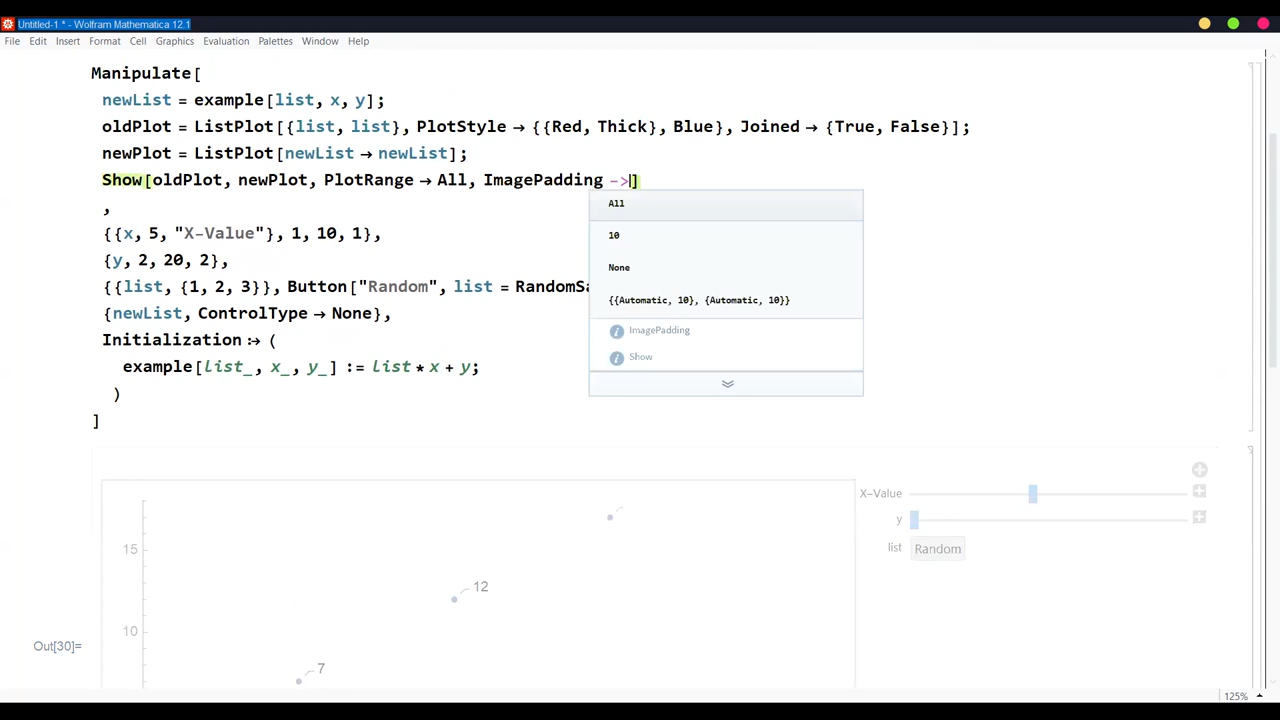 Untitled-1 * - Wolfram Mathematica 12.1
File Edit Insert Format Cell Graphics Evaluation Palettes Window Help
Manipulate[
newList = example[list, x, y];
oldPlot = ListPlot[{list, list}, PlotStyle → {{Red, Thick}, Blue}, Joined → {True, False}];
newPlot = ListPlot[newList → newList];
Show[oldPlot, newPlot, PlotRange → All, ImagePadding ->]
All
,
10
{{x, 5, "X-Value"}, 1, 10, 1},
None
{y, 2, 20, 2},
{{list, {1, 2, 3}}, Button["Random", list = RandomSa
{{Automatic, 10}, {Automatic, 10}}
{newList, ControlType → None},
ImagePadding
Initialization :→ (
Show
example[list_, x_, y_] := list * x + y;
)
]
X-Value
y
list Random
15
12
10
Out[30]=
7
125%